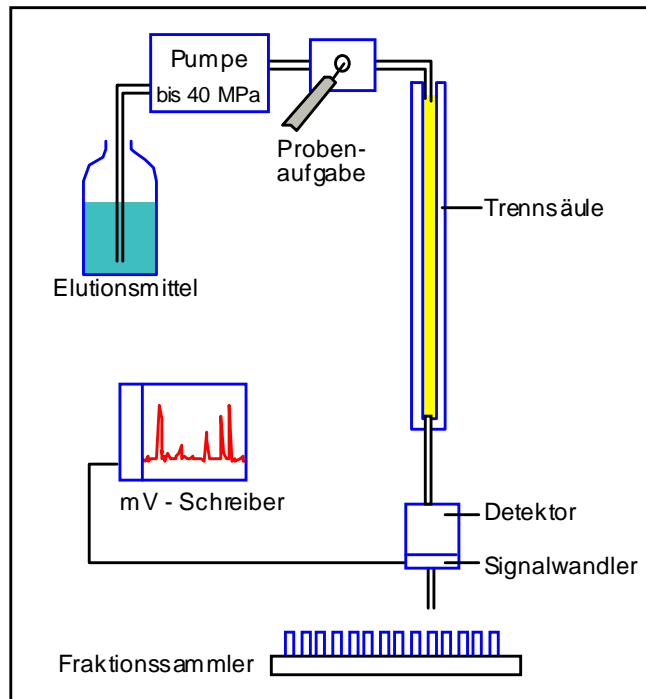 Pumpe
bis 40 MPa
Proben-
aufgabe
Trennsäule
Elutionsmittel
mV - Schreiber
Detektor
Signalwandler
Fraktionssammler